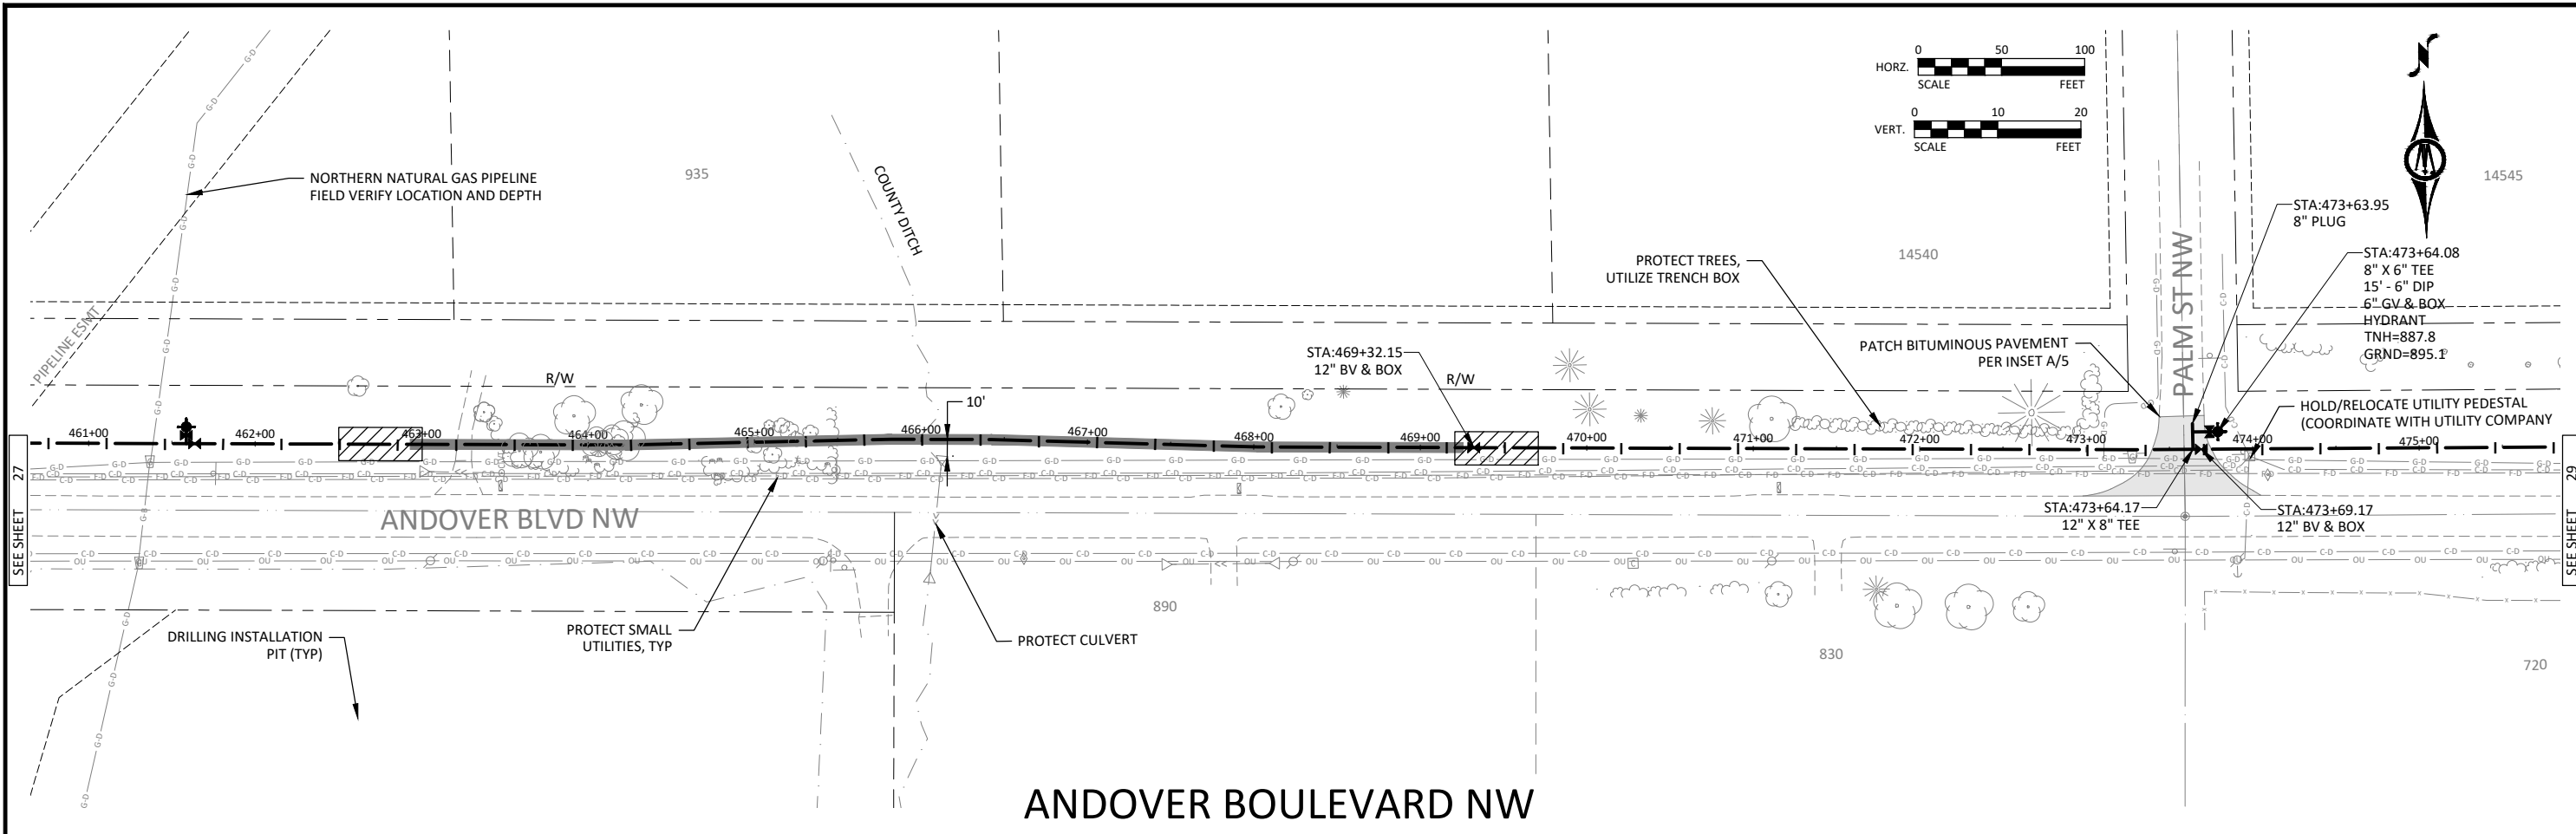 0 50 100
HORZ.
SCALE FEET
0 10 20
VERT.
SCALE FEET
NORTHERN NATURAL GAS PIPELINE
FIELD VERIFY LOCATION AND DEPTH
935
COUNTY DITCH
14545
14540
PALM ST NW
STA:473+63.95
8" PLUG
STA:473+64.08
8" X 6" TEE
15' - 6" DIP
6" GV & BOX
HYDRANT
TNH=887.8
GRND=895.1
PROTECT TREES,
UTILIZE TRENCH BOX
PIPELINE ESMT
STA:469+32.15
12" BV & BOX
PATCH BITUMINOUS PAVEMENT
PER INSET A/5
R/W
R/W
10'
HOLD/RELOCATE UTILITY PEDESTAL
(COORDINATE WITH UTILITY COMPANY
461+00 462+00 463+00 464+00 465+00 466+00 467+00 468+00 469+00 470+00 471+00 472+00 473+00 474+00 475+00
SEE SHEET 27
SEE SHEET 29
ANDOVER BLVD NW
STA:473+64.17
12" X 8" TEE
STA:473+69.17
12" BV & BOX
890
DRILLING INSTALLATION
PIT (TYP)
PROTECT SMALL
UTILITIES, TYP
PROTECT CULVERT
830
720
ANDOVER BOULEVARD NW